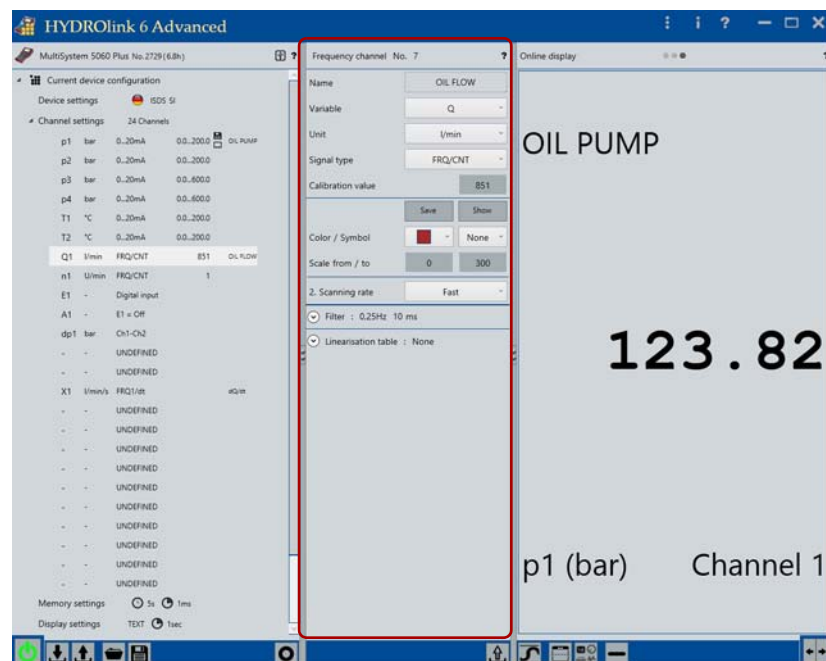 HYDROlink 6 Advanced
MultiSystem 5060 Plus No.2729(6.8h) ?
Current device configuration
Device settings ISDS SI
Channel settings 24 Channels
p1 bar 0..20mA 0.0..200.0 OIL PUMP
p2 bar 0..20mA 0.0..200.0
p3 bar 0..20mA 0.0..600.0
p4 bar 0..20mA 0.0..600.0
T1 °C 0..20mA 0.0..200.0
T2 °C 0..20mA 0.0..200.0
Q1 l/min FRQ/CNT 851 OIL FLOW
n1 U/min FRQ/CNT 1
E1 - Digital input
A1 - E1 = Off
dp1 bar Ch1-Ch2
- - UNDEFINED
- - UNDEFINED
X1 l/min/s FRQ1/dt dQ/dt
- - UNDEFINED
- - UNDEFINED
- - UNDEFINED
- - UNDEFINED
- - UNDEFINED
- - UNDEFINED
- - UNDEFINED
- - UNDEFINED
- - UNDEFINED
- - UNDEFINED
Memory settings 5s 1ms
Display settings TEXT 1sec
Frequency channel No. 7 ?
Name OIL FLOW
Variable Q
Unit l/min
Signal type FRQ/CNT
Calibration value 851
Save Show
Color / Symbol None
Scale from / to 0 300
2. Scanning rate Fast
Filter : 0.25Hz 10 ms
Linearisation table : None
Online display
OIL PUMP
123.82
p1 (bar) Channel 1